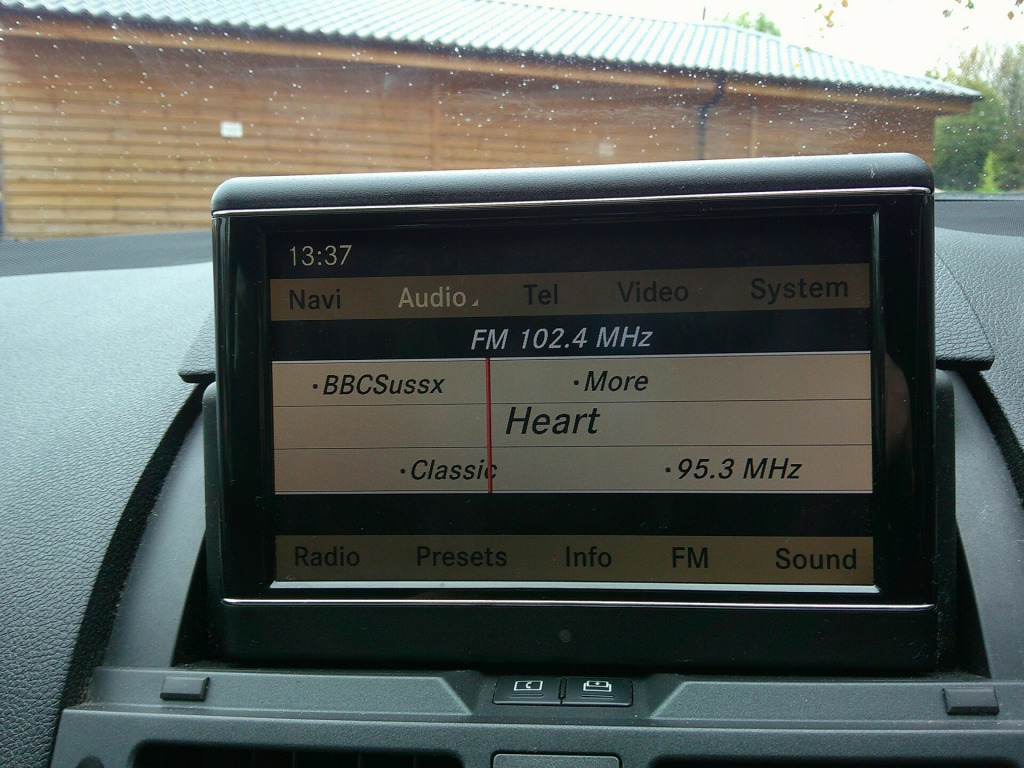 13:37
Navi Audio Tel Video System
FM 102.4 MHz
·BBCSussx ·More
Heart
·Classic ·95.3 MHz
Radio Presets Info FM Sound